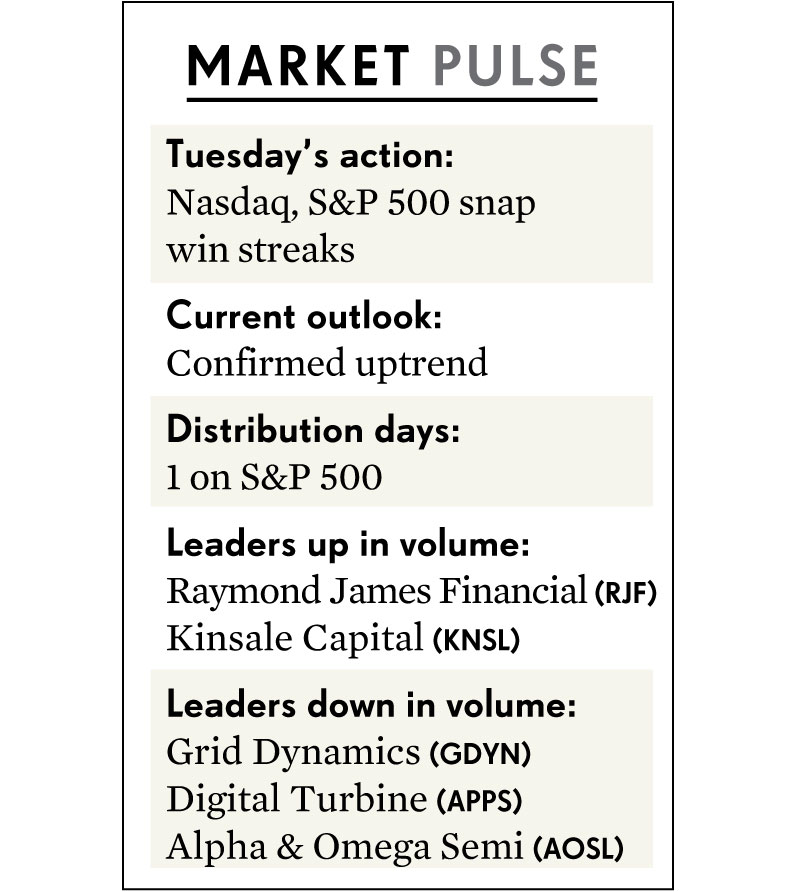 MARKET PULSE
Tuesday’s action:
Nasdaq, S&P 500 snap
win streaks
Current outlook:
Confirmed uptrend
Distribution days:
1 on S&P 500
Leaders up in volume:
Raymond James Financial (RJF)
Kinsale Capital (KNSL)
Leaders down in volume:
Grid Dynamics (GDYN)
Digital Turbine (APPS)
Alpha & Omega Semi (AOSL)